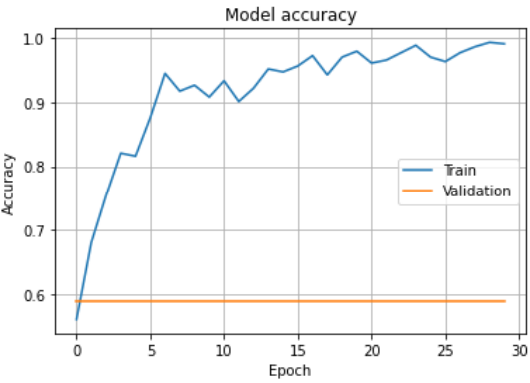 Model accuracy
1.0
0.9
0.8
0.7
0.6
Accuracy
Train
Validation
0 5 10 15 20 25 30
Epoch